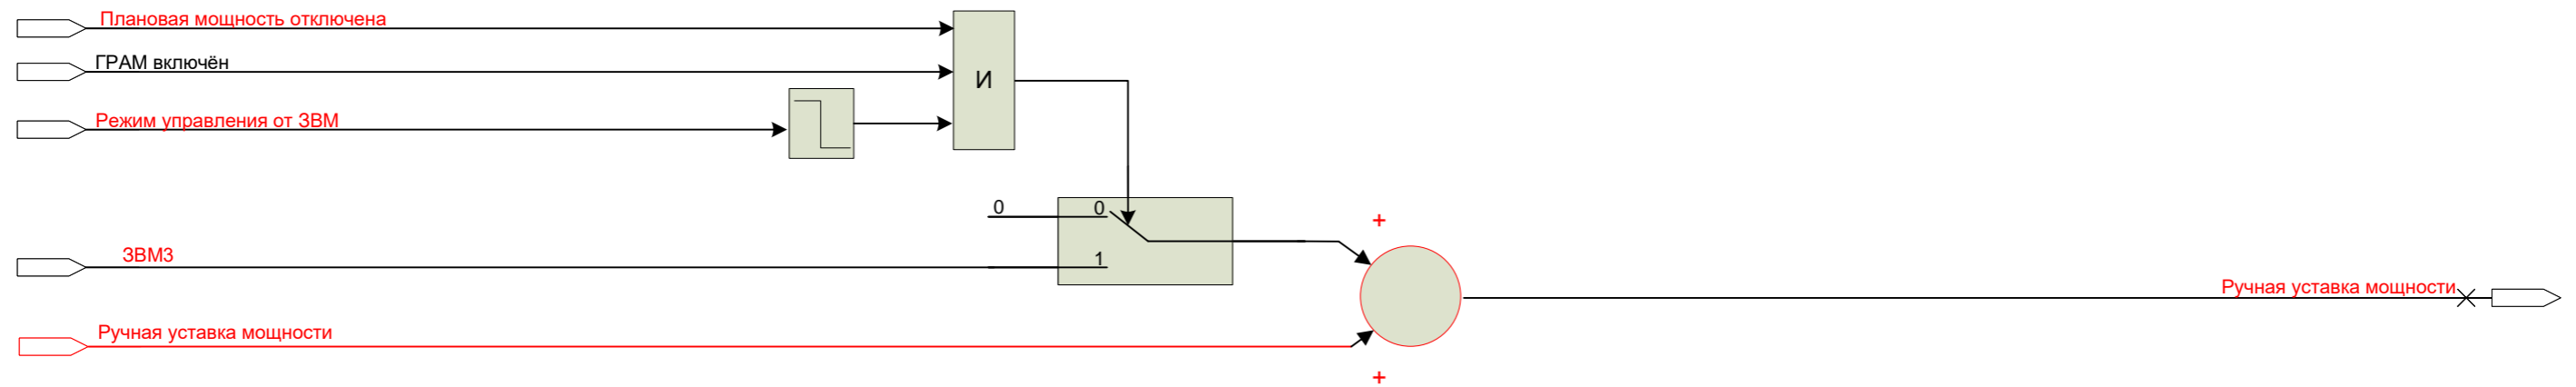 Плановая мощность отключена
ГРАМ включён
И
Режим управления от ЗВМ
0
0
+
ЗВМ3
1
Ручная уставка мощности
Ручная уставка мощности
+